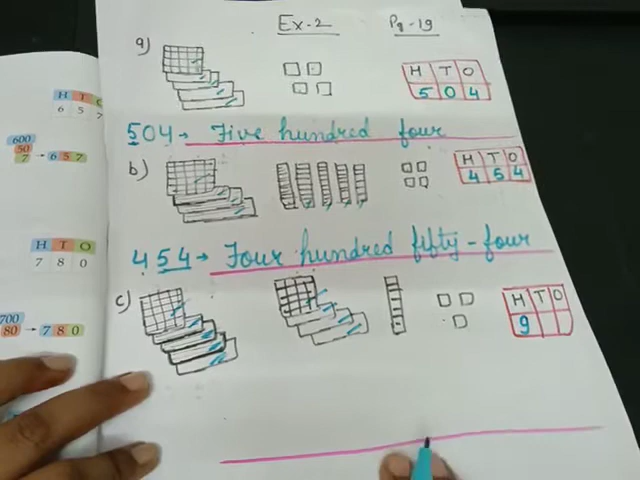 Ex-2 Pg-19
a)
H T O
5 0 4
504 → Five hundred four
b)
H T O
4 5 4
454 → Four hundred fifty-four
c)
H T O
9
H T O
6 5 7
600
50
7 → 657
H T O
7 8 0
700
80 → 780